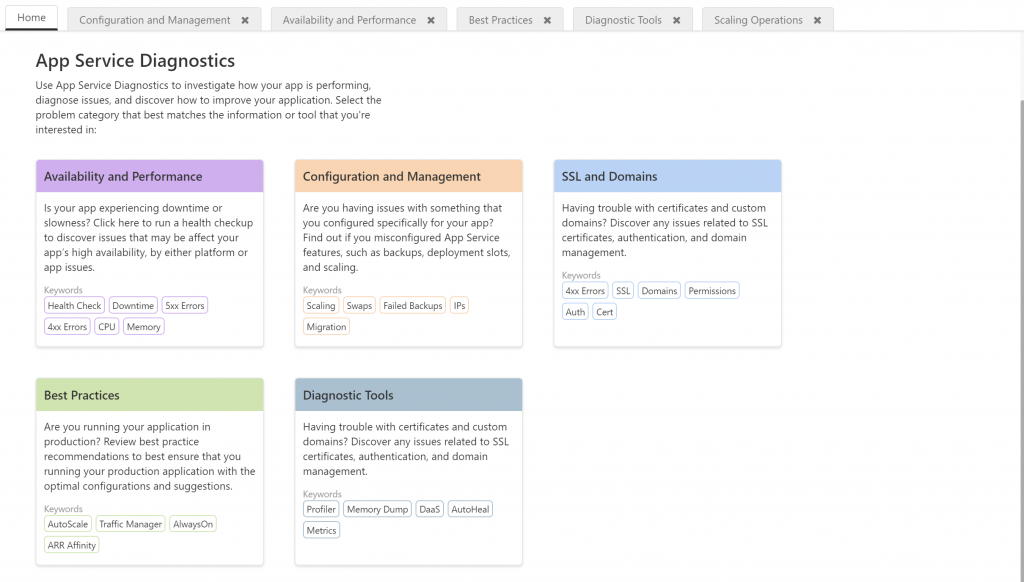 Home
Configuration and Management ✖
Availability and Performance ✖
Best Practices ✖
Diagnostic Tools ✖
Scaling Operations ✖
App Service Diagnostics
Use App Service Diagnostics to investigate how your app is performing,
diagnose issues, and discover how to improve your application. Select the
problem category that best matches the information or tool that you're
interested in:
Availability and Performance
Is your app experiencing downtime or
slowness? Click here to run a health checkup
to discover issues that may be affect your
app's high availability, by either platform or
app issues.
Keywords
Health Check Downtime 5xx Errors
4xx Errors CPU Memory
Configuration and Management
Are you having issues with something that
you configured specifically for your app?
Find out if you misconfigured App Service
features, such as backups, deployment slots,
and scaling.
Keywords
Scaling Swaps Failed Backups IPs
Migration
SSL and Domains
Having trouble with certificates and custom
domains? Discover any issues related to SSL
certificates, authentication, and domain
management.
Keywords
4xx Errors SSL Domains Permissions
Auth Cert
Best Practices
Are you running your application in
production? Review best practice
recommendations to best ensure that you
running your production application with the
optimal configurations and suggestions.
Keywords
AutoScale Traffic Manager AlwaysOn
ARR Affinity
Diagnostic Tools
Having trouble with certificates and custom
domains? Discover any issues related to SSL
certificates, authentication, and domain
management.
Keywords
Profiler Memory Dump DaaS AutoHeal
Metrics